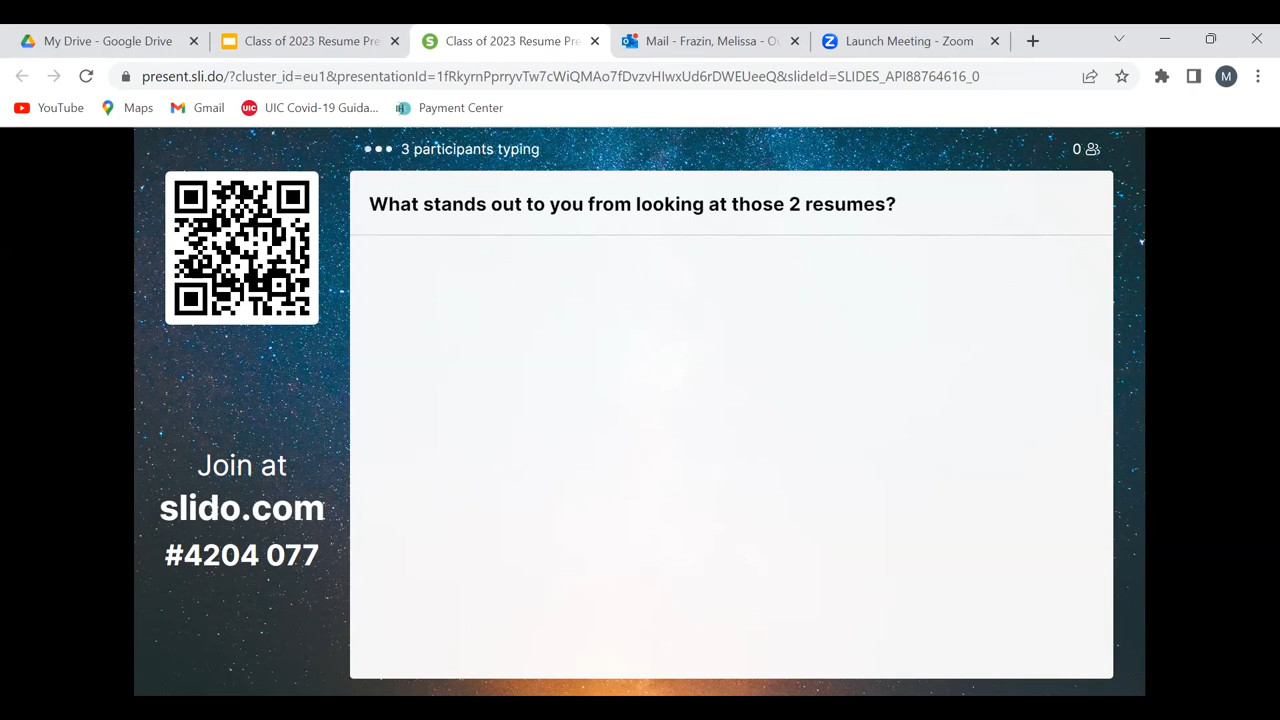 My Drive - Google Drive
Class of 2023 Resume Pre
Class of 2023 Resume Pre
Mail - Frazin, Melissa - Ou
Launch Meeting - Zoom
present.sli.do/?cluster_id=eu1&presentationId=1fRkyrnPprryvTw7cWiQMAo7fDvzvHIwxUd6rDWEUeeQ&slideId=SLIDES_API88764616_0
M
YouTube
Maps
Gmail
UIC UIC Covid-19 Guida...
Payment Center
3 participants typing
0
What stands out to you from looking at those 2 resumes?
Join at
slido.com
#4204 077